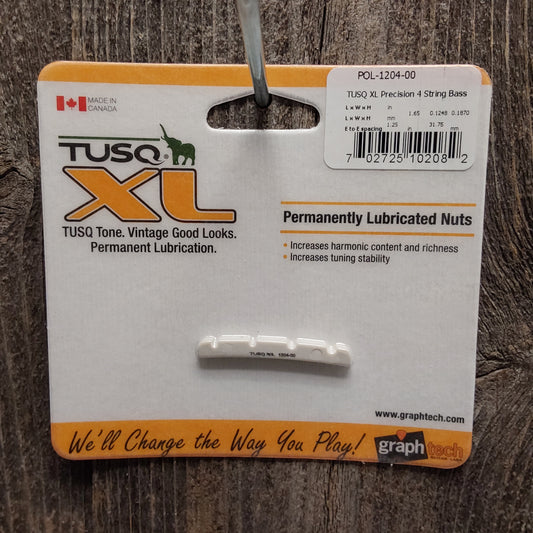 POL-1204-00
TUSQ XL Precision 4 String Bass
L x W x H in 1.65 0.1248 0.1870
L x W x H mm
E to E spacing 1.25 in 31.75 mm
7 02725 10208 2
MADE IN
CANADA
TUSQ
XL
TUSQ Tone. Vintage Good Looks.
Permanent Lubrication.
Permanently Lubricated Nuts
• Increases harmonic content and richness
• Increases tuning stability
TUSQ XL 1204-00
www.graphtech.com
We'll Change the Way You Play!
graphtech